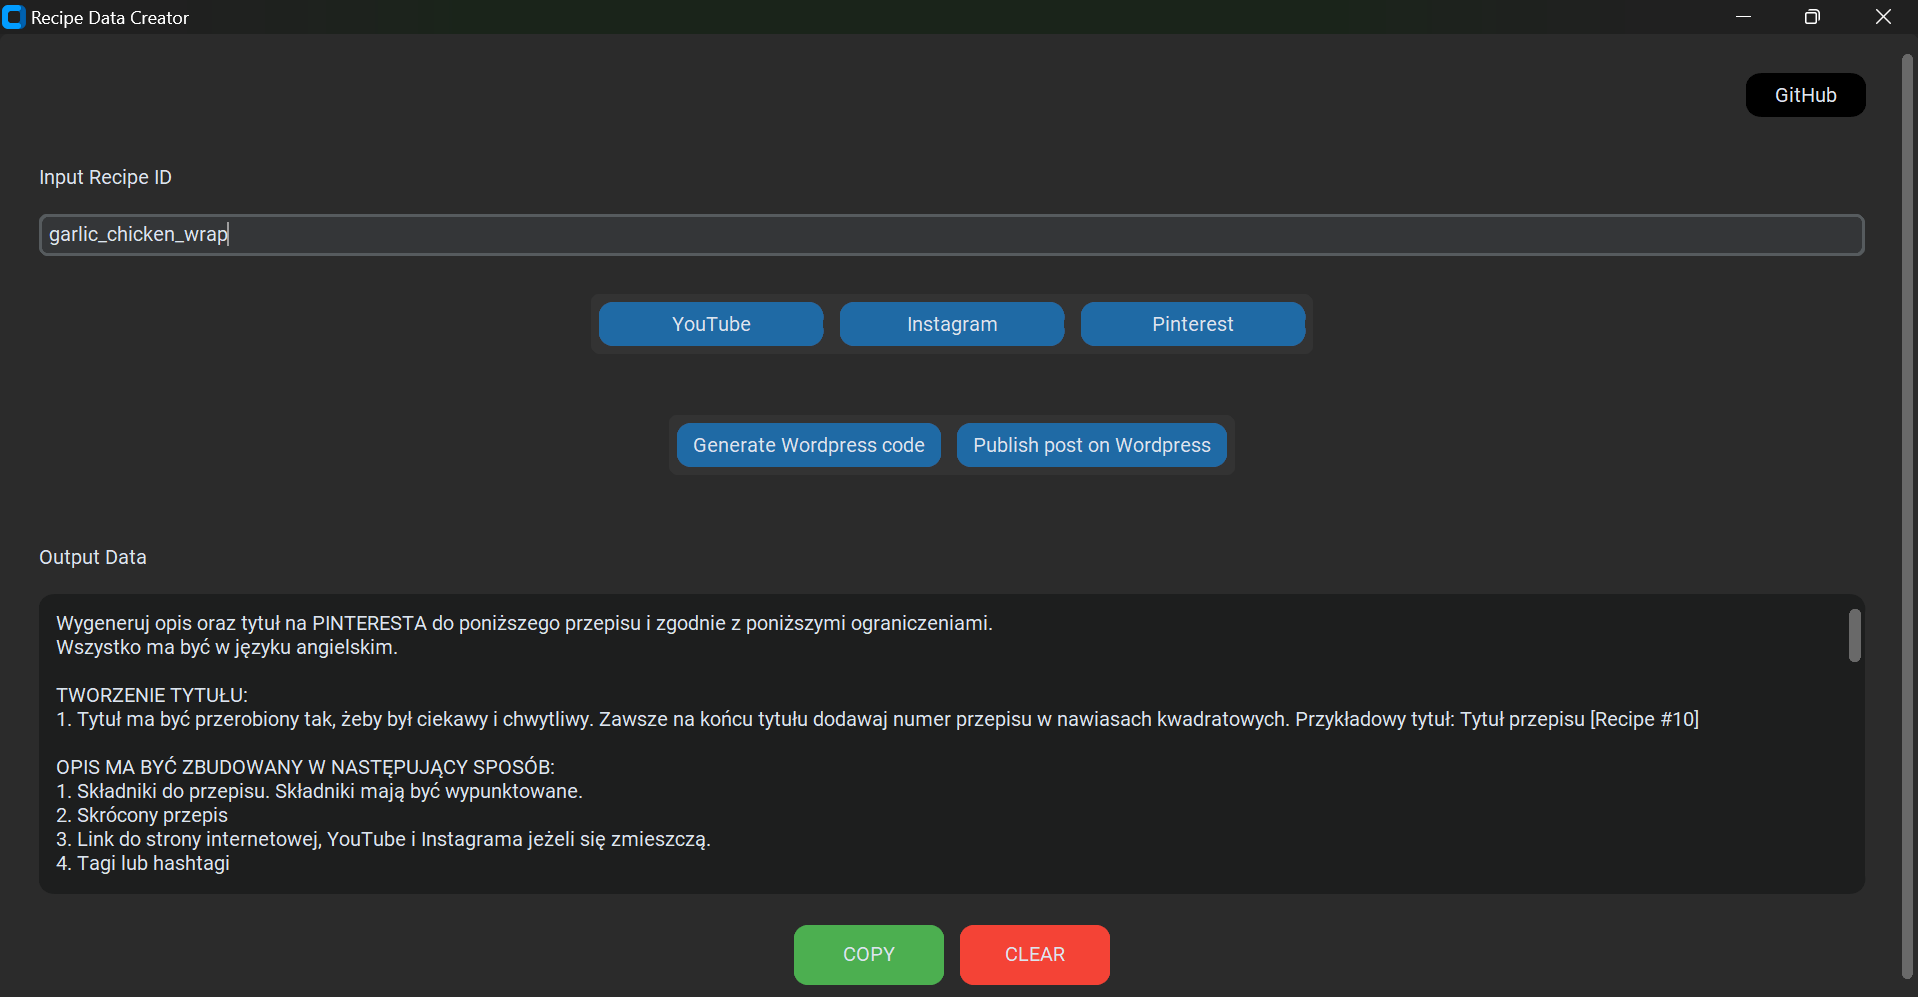 Recipe Data Creator
GitHub
Input Recipe ID
garlic_chicken_wrap
YouTube Instagram Pinterest
Generate Wordpress code Publish post on Wordpress
Output Data
Wygeneruj opis oraz tytuł na PINTERESTA do poniższego przepisu i zgodnie z poniższymi ograniczeniami.
Wszystko ma być w języku angielskim.
TWORZENIE TYTUŁU:
1. Tytuł ma być przerobiony tak, żeby był ciekawy i chwytliwy. Zawsze na końcu tytułu dodawaj numer przepisu w nawiasach kwadratowych. Przykładowy tytuł: Tytuł przepisu [Recipe #10]
OPIS MA BYĆ ZBUDOWANY W NASTĘPUJĄCY SPOSÓB:
1. Składniki do przepisu. Składniki mają być wypunktowane.
2. Skrócony przepis
3. Link do strony internetowej, YouTube i Instagrama jeżeli się zmieszczą.
4. Tagi lub hashtagi
COPY CLEAR